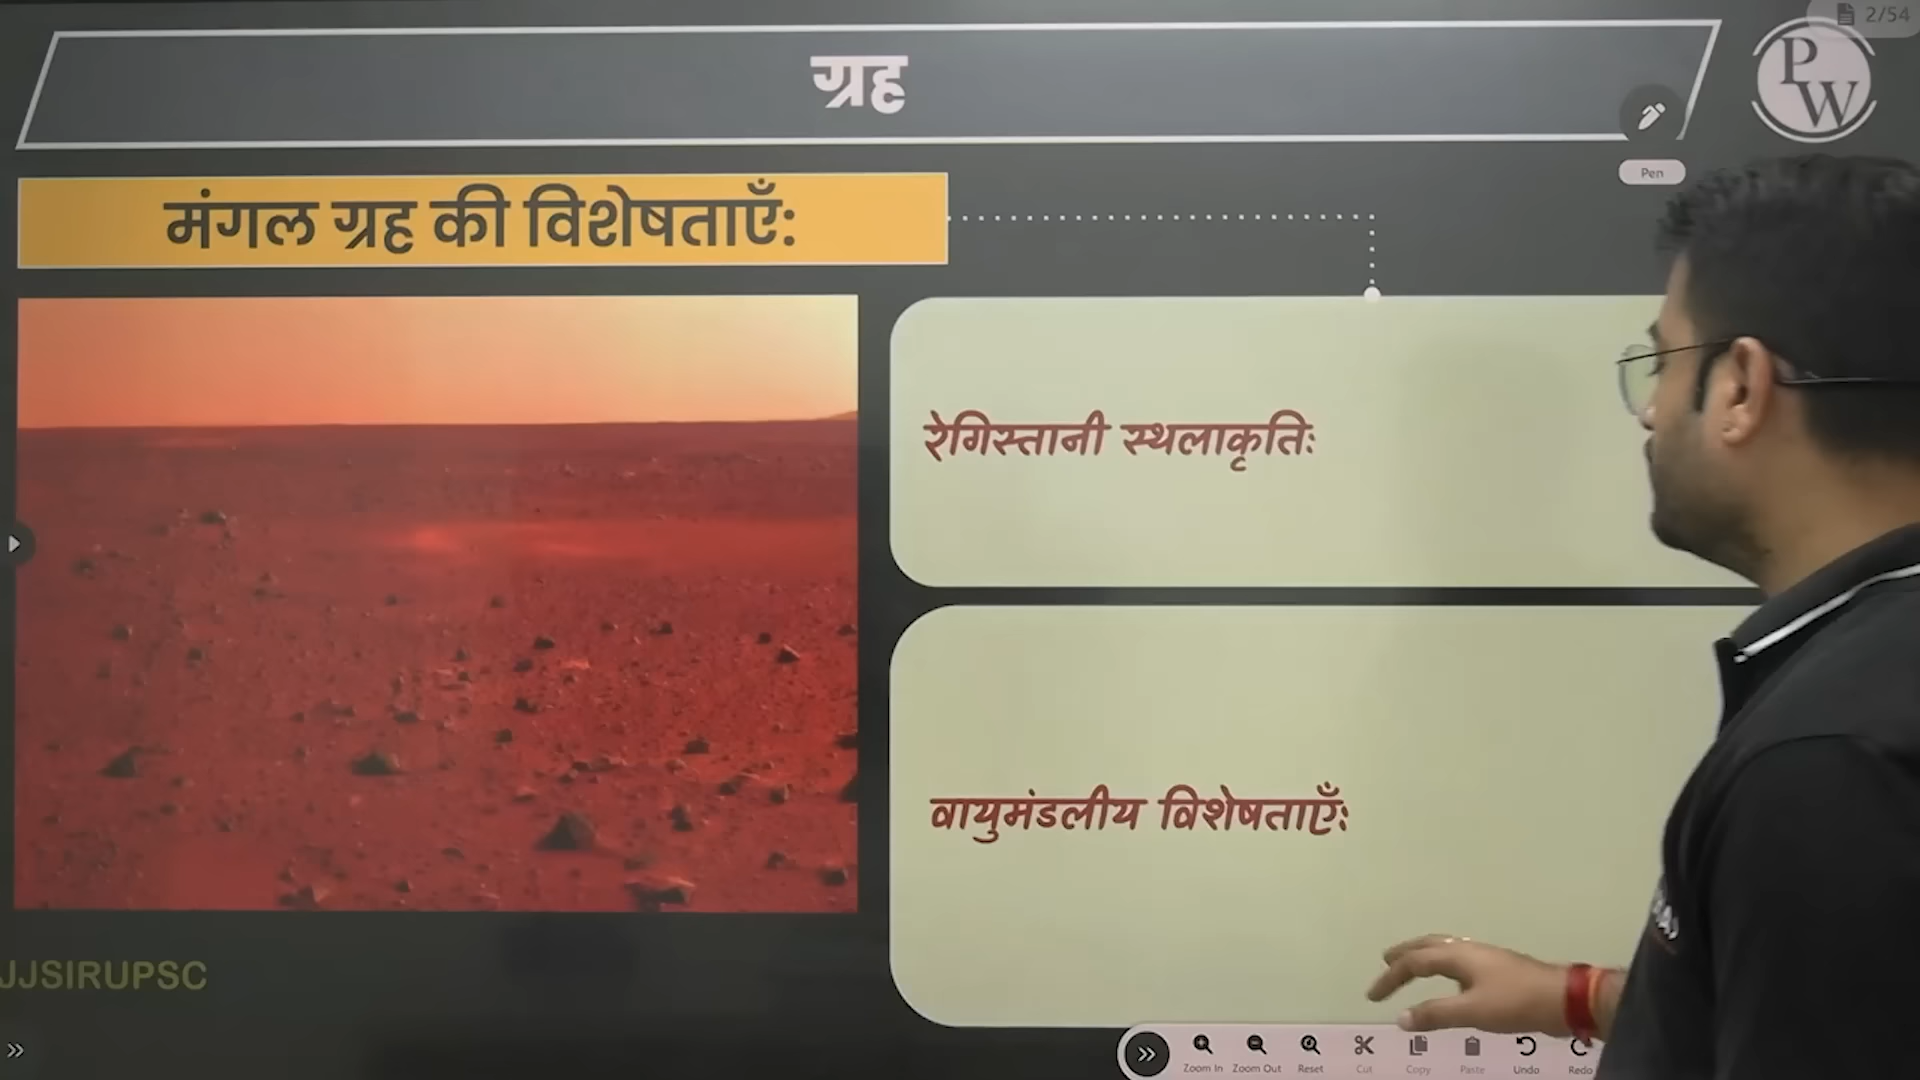 2/54
ग्रह
P
W
Pen
मंगल ग्रह की विशेषताएँ:
रेगिस्तानी स्थलाकृतिः
वायुमंडलीय विशेषताएँ:
JJSIRUPSC
Zoom In Zoom Out Reset Cut Copy Paste Undo Redo